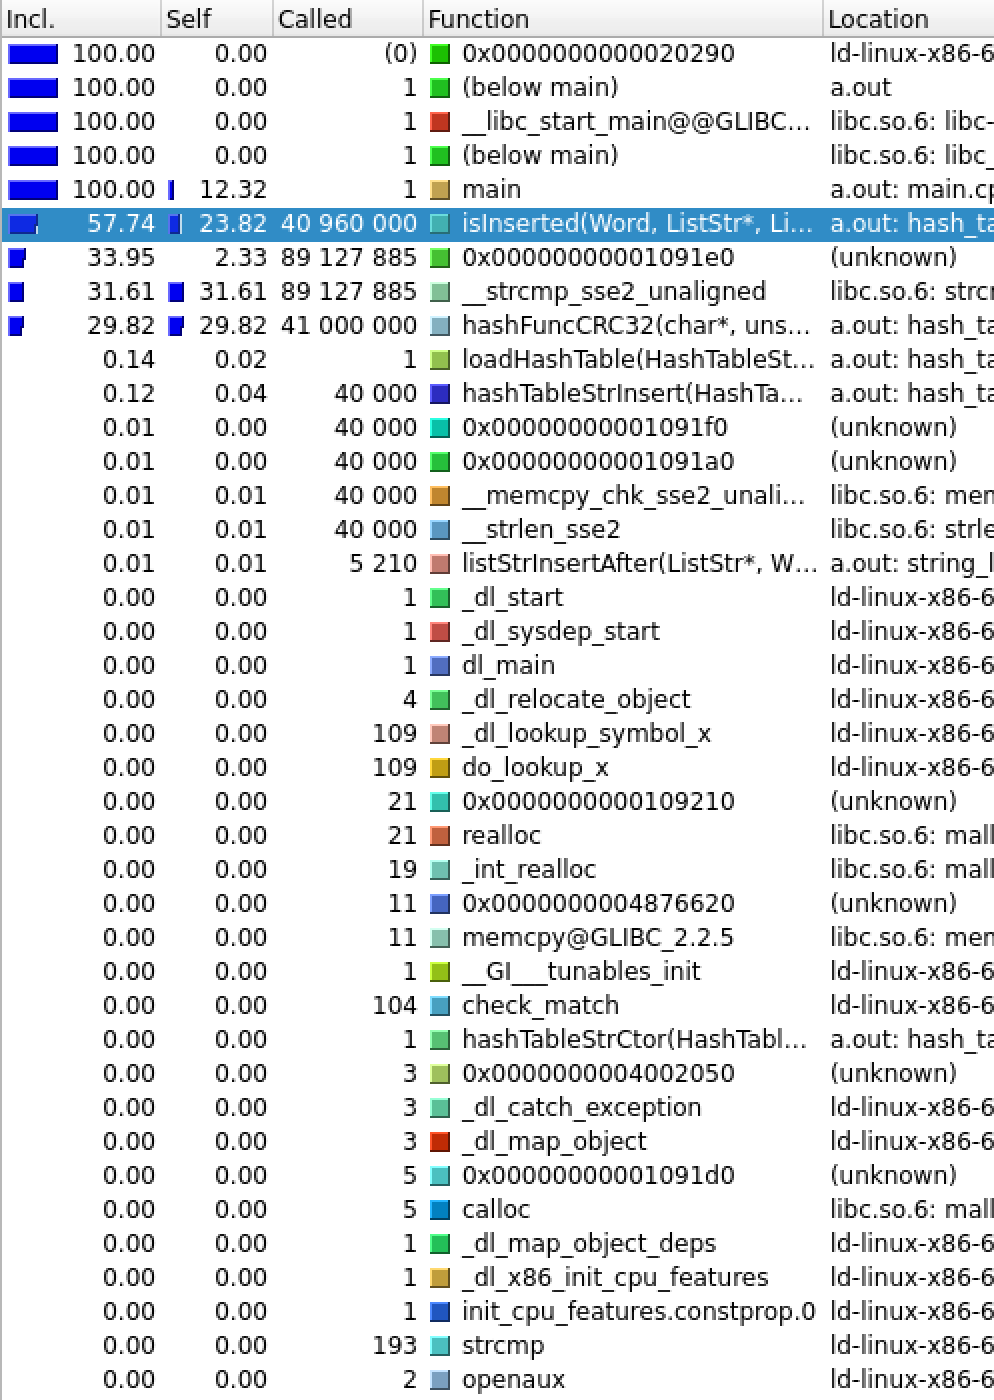 Incl. Self Called Function Location
100.00 0.00 (0) 0x0000000000020290 ld-linux-x86-6
100.00 0.00 1 (below main) a.out
100.00 0.00 1 __libc_start_main@@GLIBC... libc.so.6: libc-
100.00 0.00 1 (below main) libc.so.6: libc_
100.00 12.32 1 main a.out: main.cp
57.74 23.82 40 960 000 isInserted(Word, ListStr*, Li... a.out: hash_ta
33.95 2.33 89 127 885 0x00000000001091e0 (unknown)
31.61 31.61 89 127 885 __strcmp_sse2_unaligned libc.so.6: strc
29.82 29.82 41 000 000 hashFuncCRC32(char*, uns... a.out: hash_ta
0.14 0.02 1 loadHashTable(HashTableSt... a.out: hash_ta
0.12 0.04 40 000 hashTableStrInsert(HashTa... a.out: hash_ta
0.01 0.00 40 000 0x00000000001091f0 (unknown)
0.01 0.00 40 000 0x00000000001091a0 (unknown)
0.01 0.01 40 000 __memcpy_chk_sse2_unali... libc.so.6: mem
0.01 0.01 40 000 __strlen_sse2 libc.so.6: strle
0.01 0.01 5 210 listStrInsertAfter(ListStr*, W... a.out: string_l
0.00 0.00 1 _dl_start ld-linux-x86-6
0.00 0.00 1 _dl_sysdep_start ld-linux-x86-6
0.00 0.00 1 dl_main ld-linux-x86-6
0.00 0.00 4 _dl_relocate_object ld-linux-x86-6
0.00 0.00 109 _dl_lookup_symbol_x ld-linux-x86-6
0.00 0.00 109 do_lookup_x ld-linux-x86-6
0.00 0.00 21 0x0000000000109210 (unknown)
0.00 0.00 21 realloc libc.so.6: mall
0.00 0.00 19 _int_realloc libc.so.6: mall
0.00 0.00 11 0x0000000004876620 (unknown)
0.00 0.00 11 memcpy@GLIBC_2.2.5 libc.so.6: mem
0.00 0.00 1 __GI___tunables_init ld-linux-x86-6
0.00 0.00 104 check_match ld-linux-x86-6
0.00 0.00 1 hashTableStrCtor(HashTabl... a.out: hash_ta
0.00 0.00 3 0x0000000004002050 (unknown)
0.00 0.00 3 _dl_catch_exception ld-linux-x86-6
0.00 0.00 3 _dl_map_object ld-linux-x86-6
0.00 0.00 5 0x00000000001091d0 (unknown)
0.00 0.00 5 calloc libc.so.6: mall
0.00 0.00 1 _dl_map_object_deps ld-linux-x86-6
0.00 0.00 1 _dl_x86_init_cpu_features ld-linux-x86-6
0.00 0.00 1 init_cpu_features.constprop.0 ld-linux-x86-6
0.00 0.00 193 strcmp ld-linux-x86-6
0.00 0.00 2 openaux ld-linux-x86-6